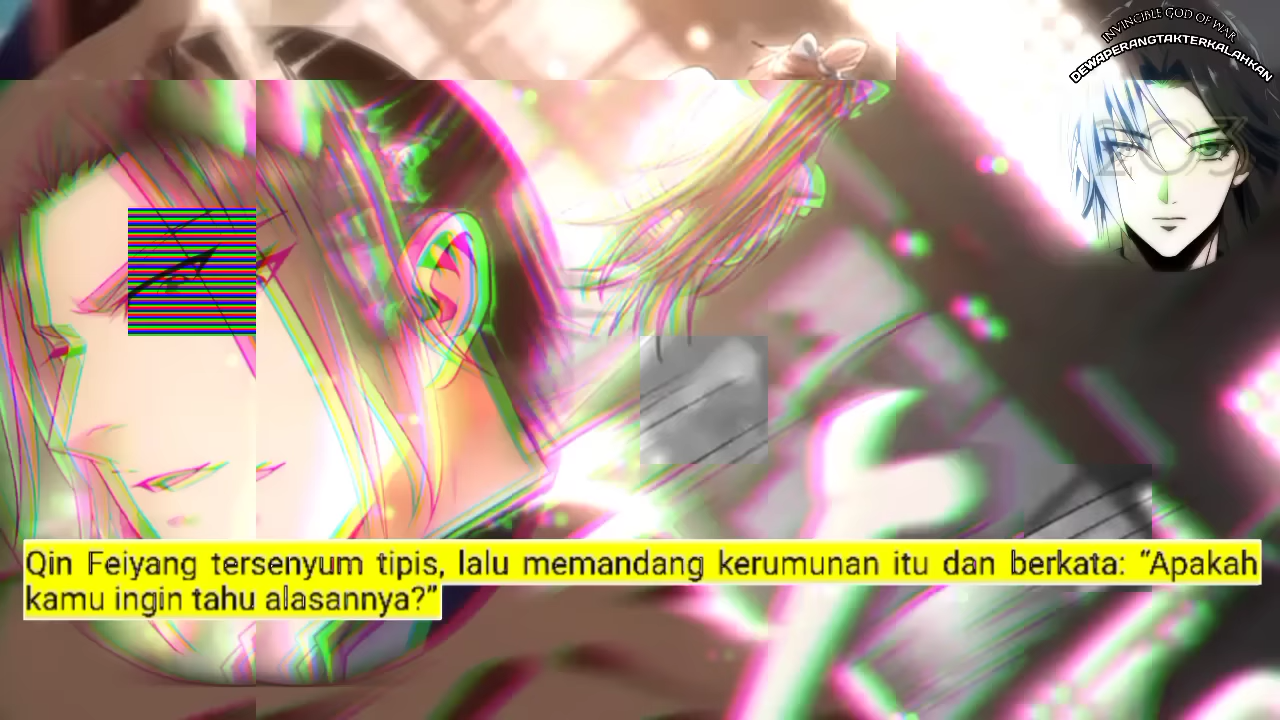 INVINCIBLE GOD OF WAR
DEWAPERANGTAKTERKALAHKAN
203
Qin Feiyang tersenyum tipis, lalu memandang kerumunan itu dan berkata: “Apakah
kamu ingin tahu alasannya?”